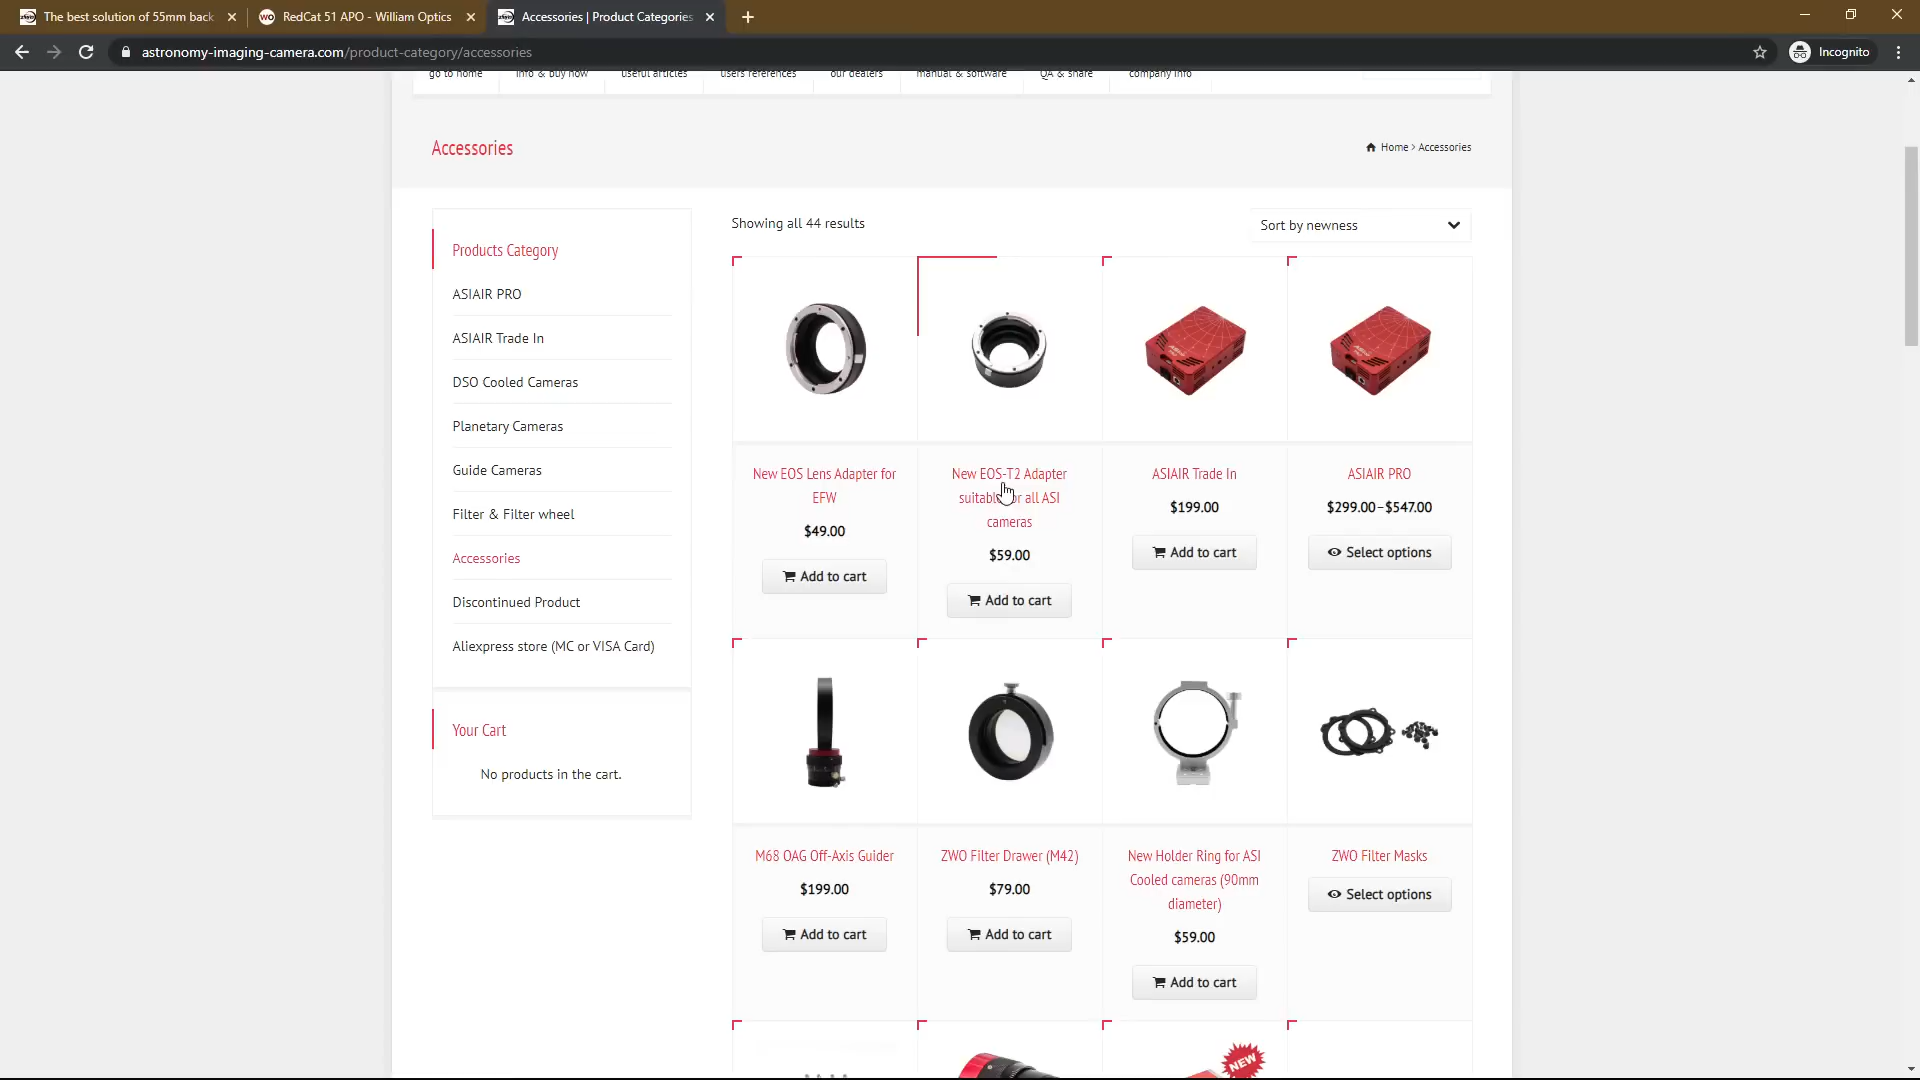 The best solution of 55mm back
RedCat 51 APO - William Optics
Accessories | Product Categories
astronomy-imaging-camera.com/product-category/accessories
Incognito
go to home
info & buy now
useful articles
users references
our dealers
manual & software
QA & share
company info
Accessories
Home > Accessories
Products Category
ASIAIR PRO
ASIAIR Trade In
DSO Cooled Cameras
Planetary Cameras
Guide Cameras
Filter & Filter wheel
Accessories
Discontinued Product
Aliexpress store (MC or VISA Card)
Your Cart
No products in the cart.
Showing all 44 results
Sort by newness
New EOS Lens Adapter for
EFW
$49.00
Add to cart
New EOS-T2 Adapter
suitable for all ASI
cameras
$59.00
Add to cart
ASIAIR Trade In
$199.00
Add to cart
ASIAIR PRO
$299.00–$547.00
Select options
M68 OAG Off-Axis Guider
$199.00
Add to cart
ZWO Filter Drawer (M42)
$79.00
Add to cart
New Holder Ring for ASI
Cooled cameras (90mm
diameter)
$59.00
Add to cart
ZWO Filter Masks
Select options
NEW